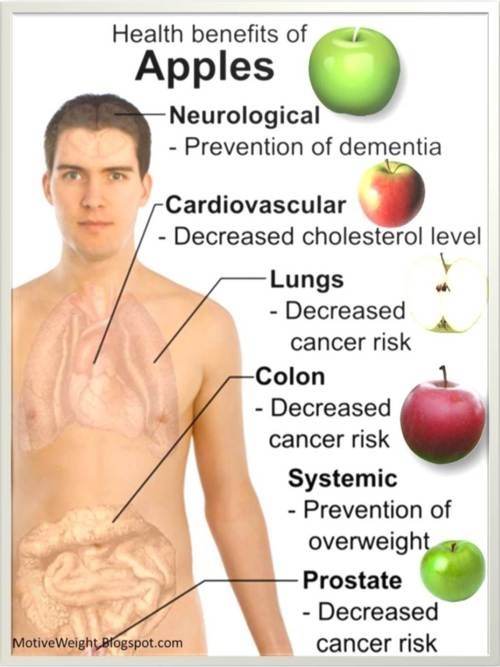 Health benefits of
Apples
Neurological
- Prevention of dementia
Cardiovascular
- Decreased cholesterol level
Lungs
- Decreased
cancer risk
Colon
- Decreased
cancer risk
Systemic
- Prevention of
overweight
Prostate
- Decreased
cancer risk
MotiveWeight.Blogspot.com